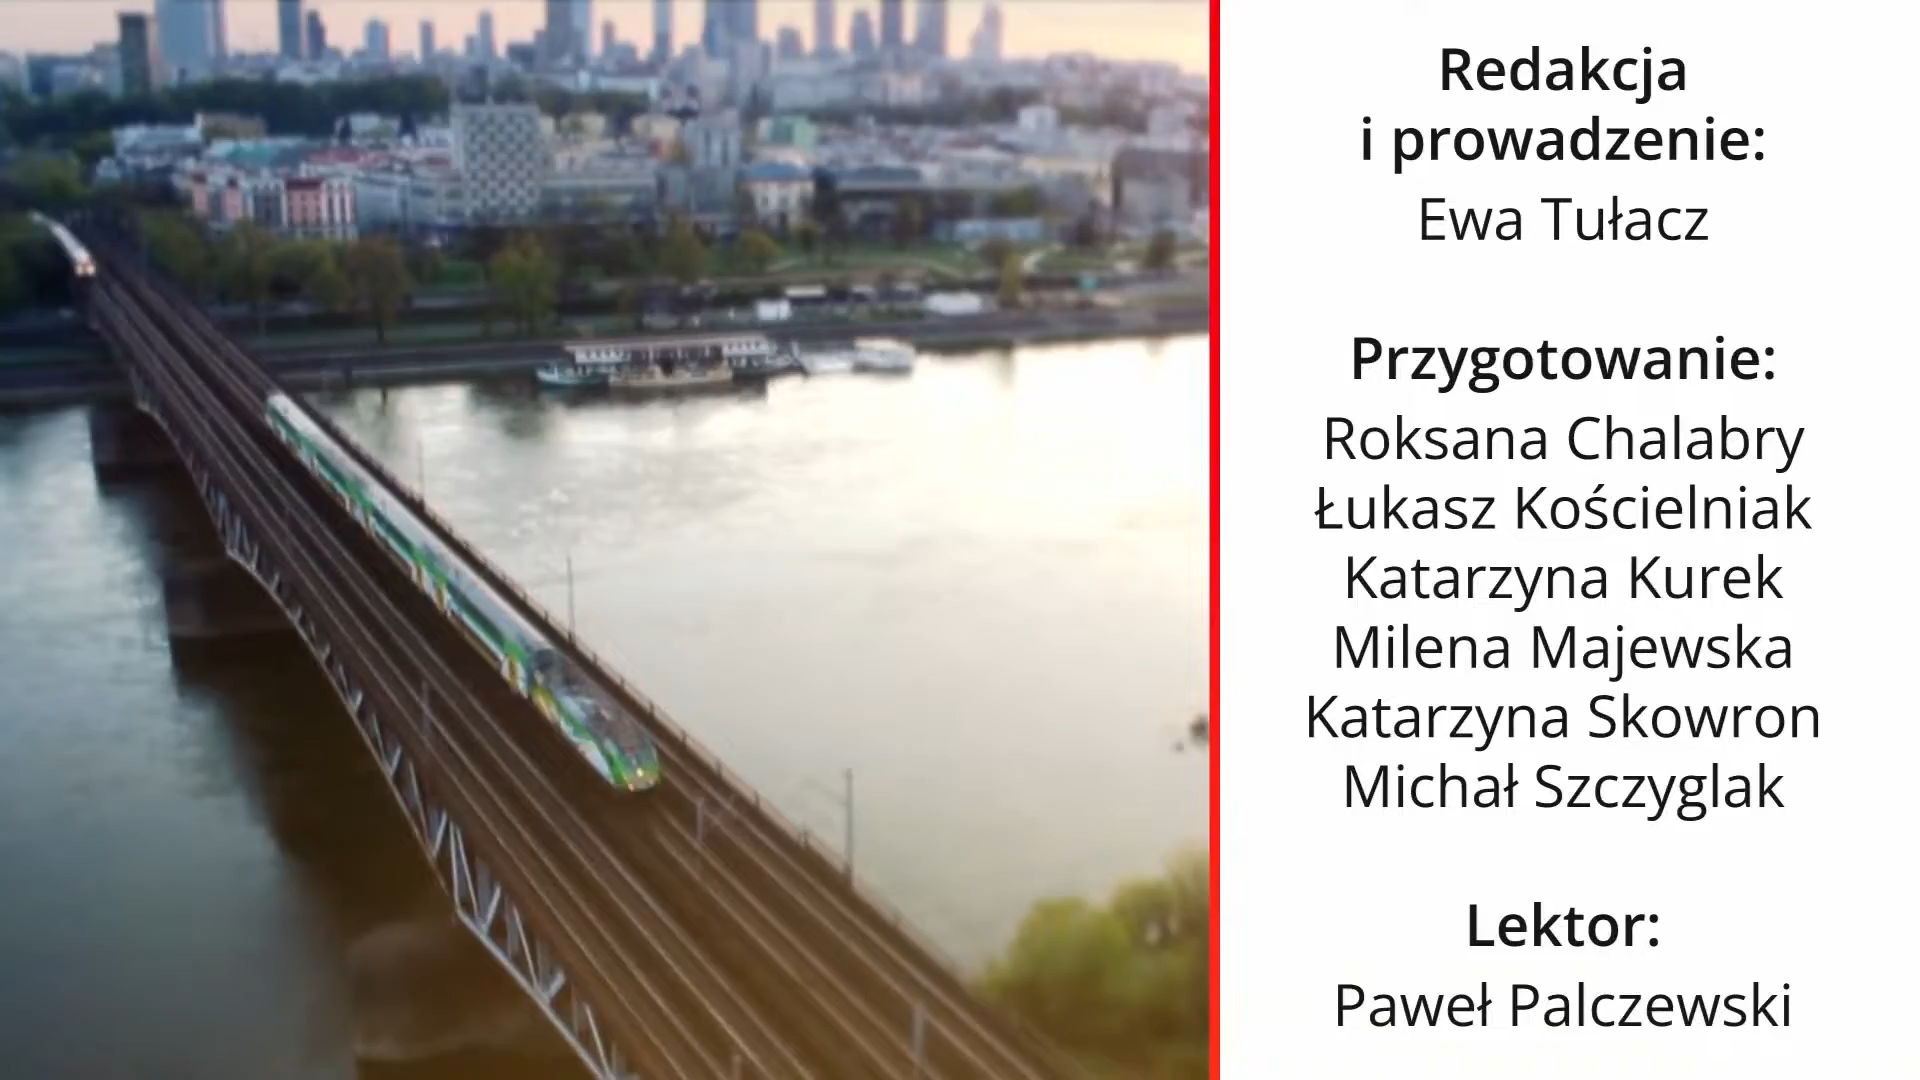 Redakcja
i prowadzenie:
Ewa Tułacz
Przygotowanie:
Roksana Chalabry
Łukasz Kościelniak
Katarzyna Kurek
Milena Majewska
Katarzyna Skowron
Michał Szczyglak
Lektor:
Paweł Palczewski